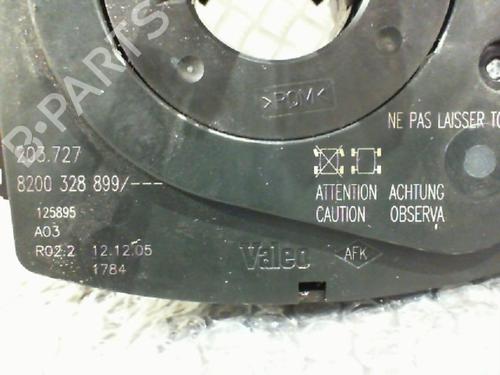 >POM<
NE PAS LAISSER TO
203.727
8200 328 899/---
125895
A03
R02.2 12.12.05
1784
ATTENTION ACHTUNG
CAUTION OBSERVA
Valeo
AFK
B-PARTS